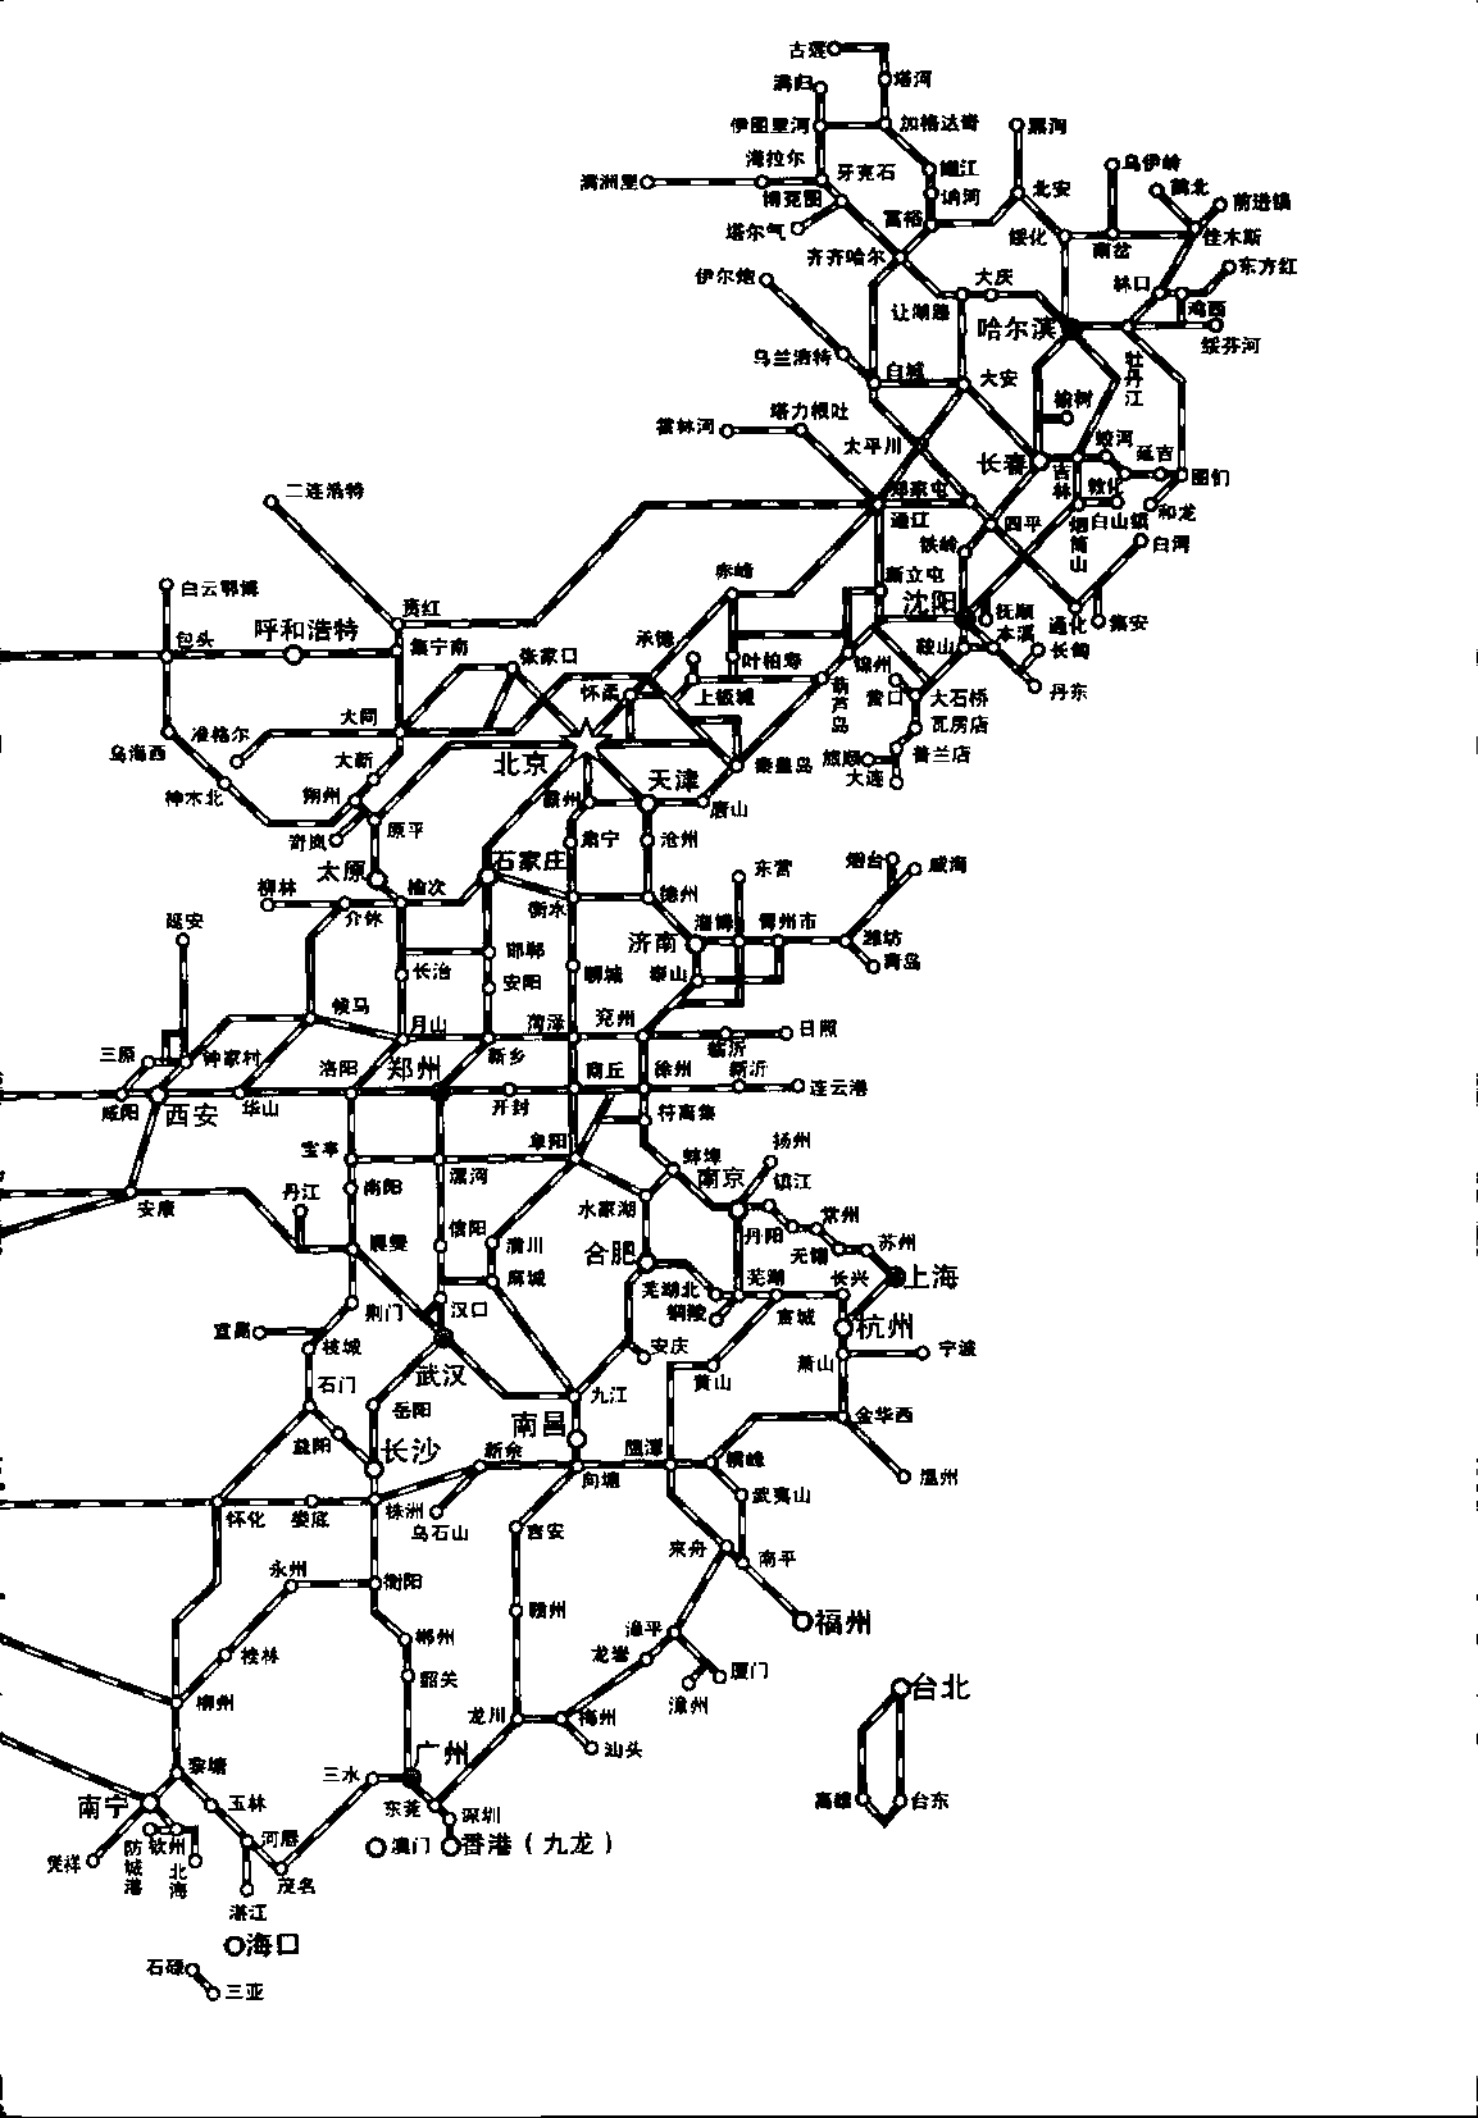 古莲
塔河
满归
伊图里河
加格达奇
黑河
海拉尔
牙克石
嫩江
乌伊岭
满洲里
博克图
讷河
北安
鹤北
前进镇
富裕
塔尔气
绥化
南岔
佳木斯
齐齐哈尔
伊尔炮
大庆
林口
东方红
让湖路
哈尔滨
鸡西
绥芬河
乌兰浩特
牡丹江
白城
大安
榆树
塔力根吐
霍林河
太平川
长春
蛟河
延吉
吉林
敦化
图们
二连浩特
郑家屯
通辽
四平
烟筒山
白山镇
和龙
铁岭
白河
赤峰
新立屯
白云鄂博
贲红
沈阳
抚顺
本溪
通化
集安
包头
呼和浩特
集宁南
张家口
承德
叶柏寿
锦州
鞍山
长甸
怀柔
上板城
葫芦岛
营口
大石桥
丹东
准格尔
大同
瓦房店
乌海西
大新
北京
天津
秦皇岛
旅顺
普兰店
大连
神木北
朔州
霸州
唐山
苛岚
原平
肃宁
沧州
太原
石家庄
烟台
威海
柳林
榆次
东营
介休
衡水
德州
延安
济南
淄博
青州市
潍坊
邯郸
青岛
长治
安阳
聊城
泰山
候马
月山
菏泽
兖州
日照
三原
钟家村
洛阳
郑州
新乡
临沂
商丘
徐州
新沂
连云港
咸阳
西安
华山
开封
符离集
宝丰
漯河
阜阳
蚌埠
扬州
南京
镇江
安康
丹江
南阳
水家湖
信阳
潢川
丹阳
常州
襄樊
合肥
无锡
苏州
麻城
芜湖北
芜湖
长兴
上海
荆门
汉口
铜陵
宣城
杭州
宜昌
枝城
安庆
萧山
宁波
武汉
黄山
石门
九江
岳阳
南昌
金华西
益阳
长沙
新余
鹰潭
横峰
向塘
温州
怀化
娄底
株洲
乌石山
武夷山
吉安
来舟
南平
永州
衡阳
赣州
福州
郴州
漳平
桂林
龙岩
韶关
厦门
柳州
漳州
台北
龙川
梅州
汕头
广州
黎塘
三水
南宁
玉林
东莞
深圳
高雄
台东
钦州
河唇
澳门
香港（九龙）
凭祥
防城港
北海
茂名
湛江
海口
石碌
三亚